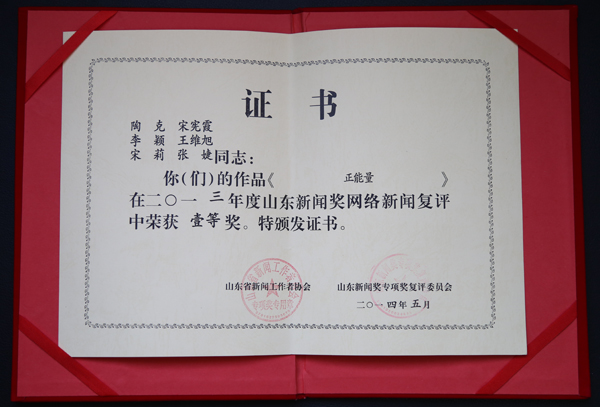 证书
陶克 宋宪霞
李颖 王维旭
宋莉 张婕同志：
你(们)的作品《 正能量 》
在二〇一三年度山东新闻奖网络新闻复评
中荣获壹等奖。特颁发证书。
山东省新闻工作者协会 山东新闻奖专项奖复评委员会
二〇一四年五月